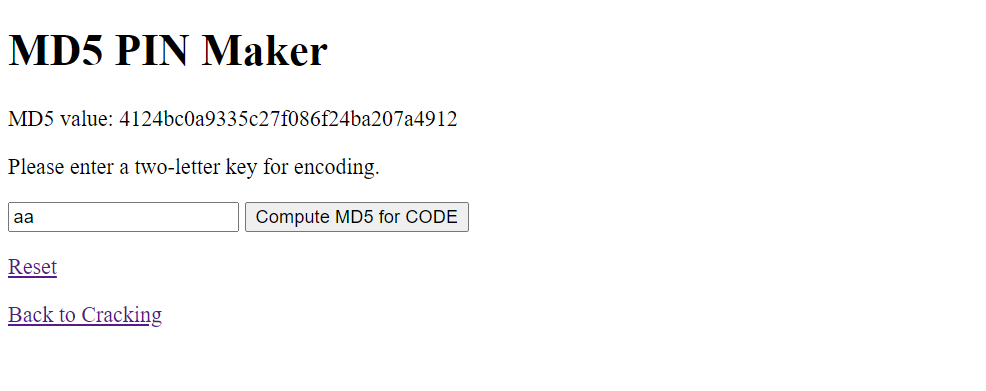 MD5 PIN Maker
MD5 value: 4124bc0a9335c27f086f24ba207a4912
Please enter a two-letter key for encoding.
aa Compute MD5 for CODE
Reset
Back to Cracking